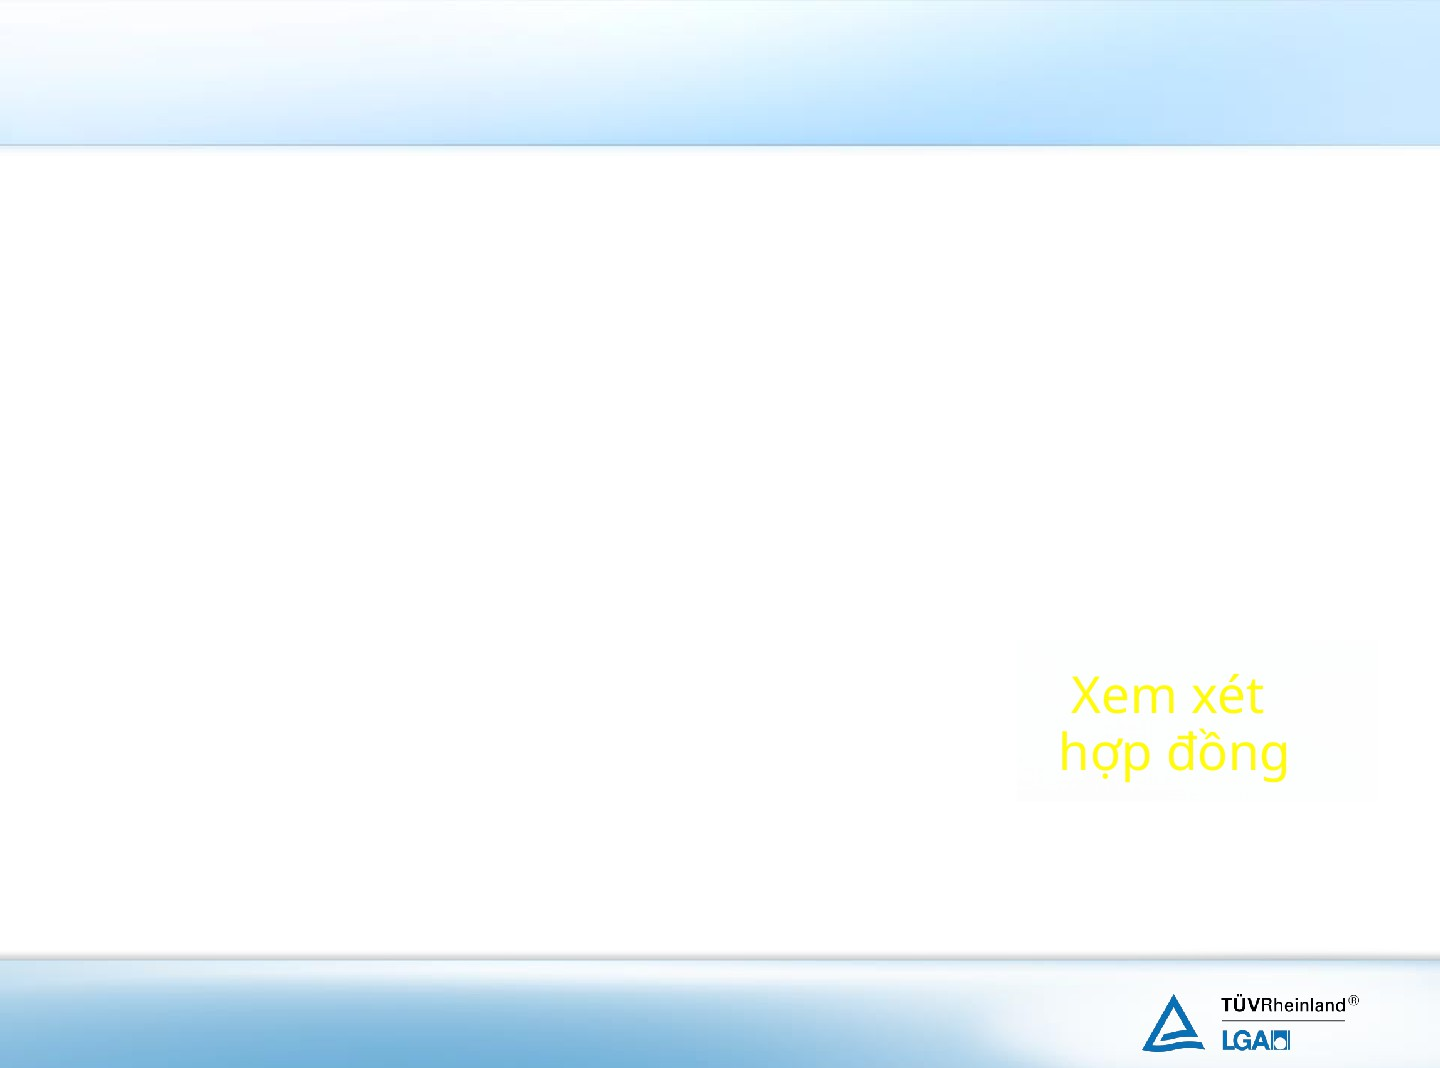 Xem xét
hợp đồng
TÜVRheinland®
LGA